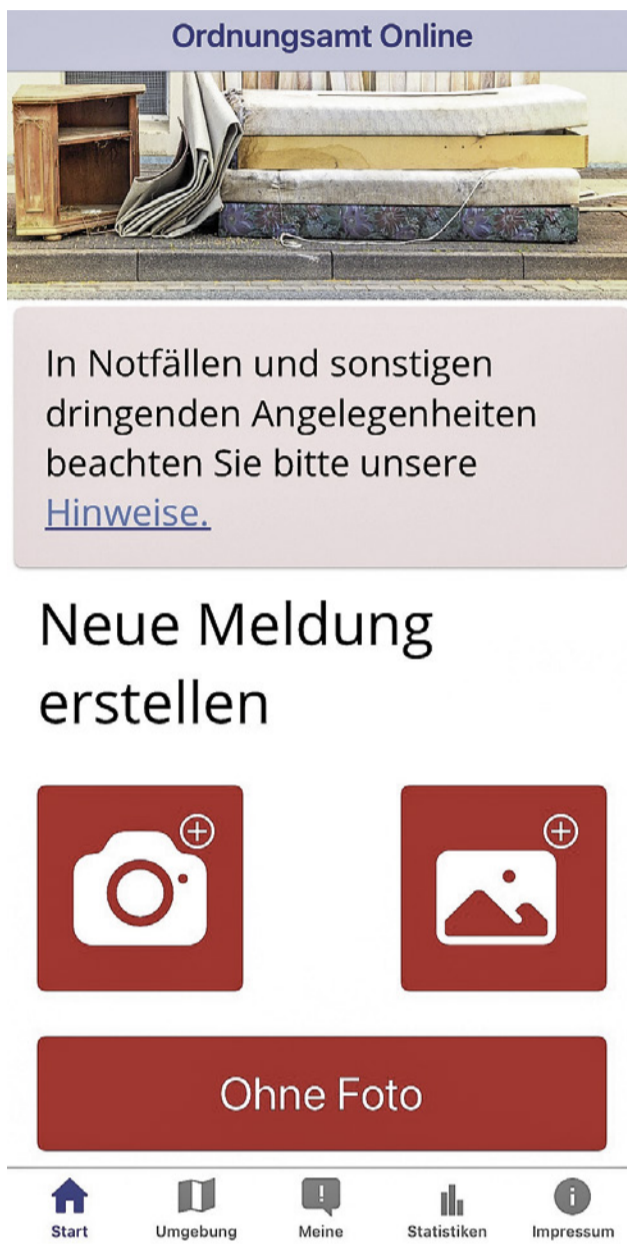 Ordnungsamt Online
In Notfällen und sonstigen
dringenden Angelegenheiten
beachten Sie bitte unsere
Hinweise.
Neue Meldung
erstellen
Ohne Foto
Start
Umgebung
Meine
Statistiken
Impressum